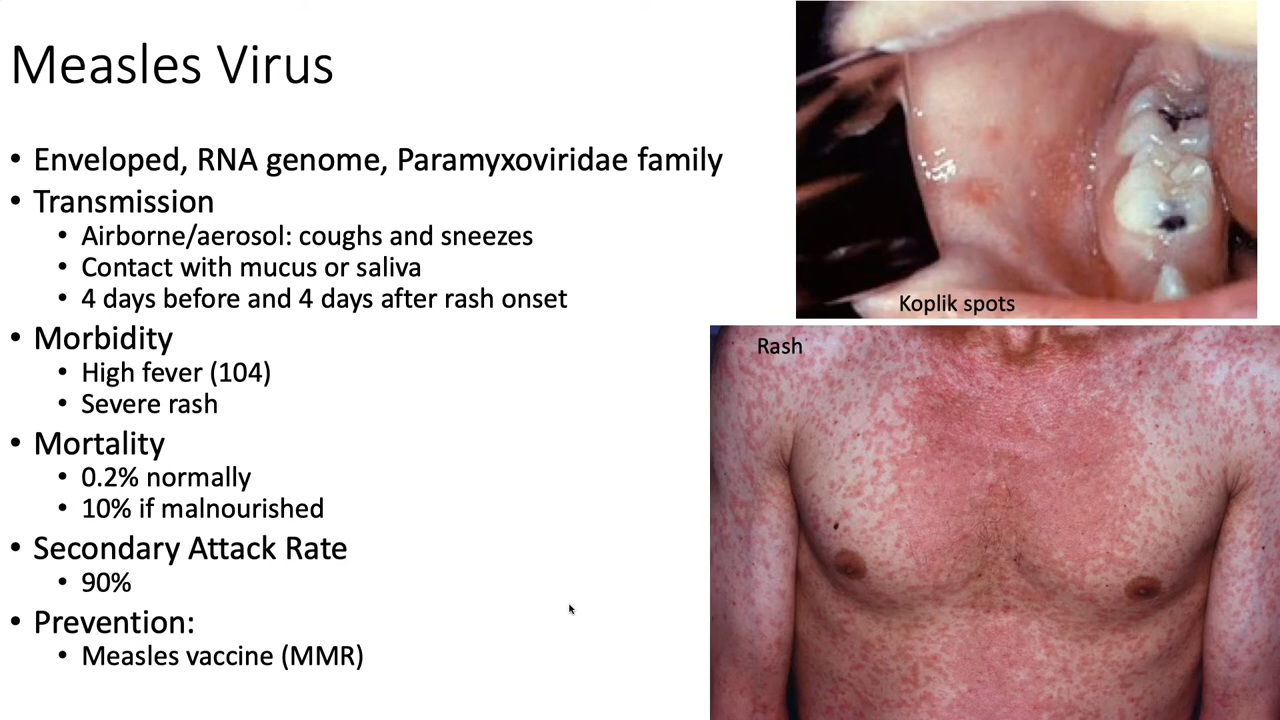 Measles Virus
• Enveloped, RNA genome, Paramyxoviridae family
• Transmission
• Airborne/aerosol: coughs and sneezes
• Contact with mucus or saliva
• 4 days before and 4 days after rash onset
• Morbidity
• High fever (104)
• Severe rash
• Mortality
• 0.2% normally
• 10% if malnourished
• Secondary Attack Rate
• 90%
• Prevention:
• Measles vaccine (MMR)
Koplik spots
Rash